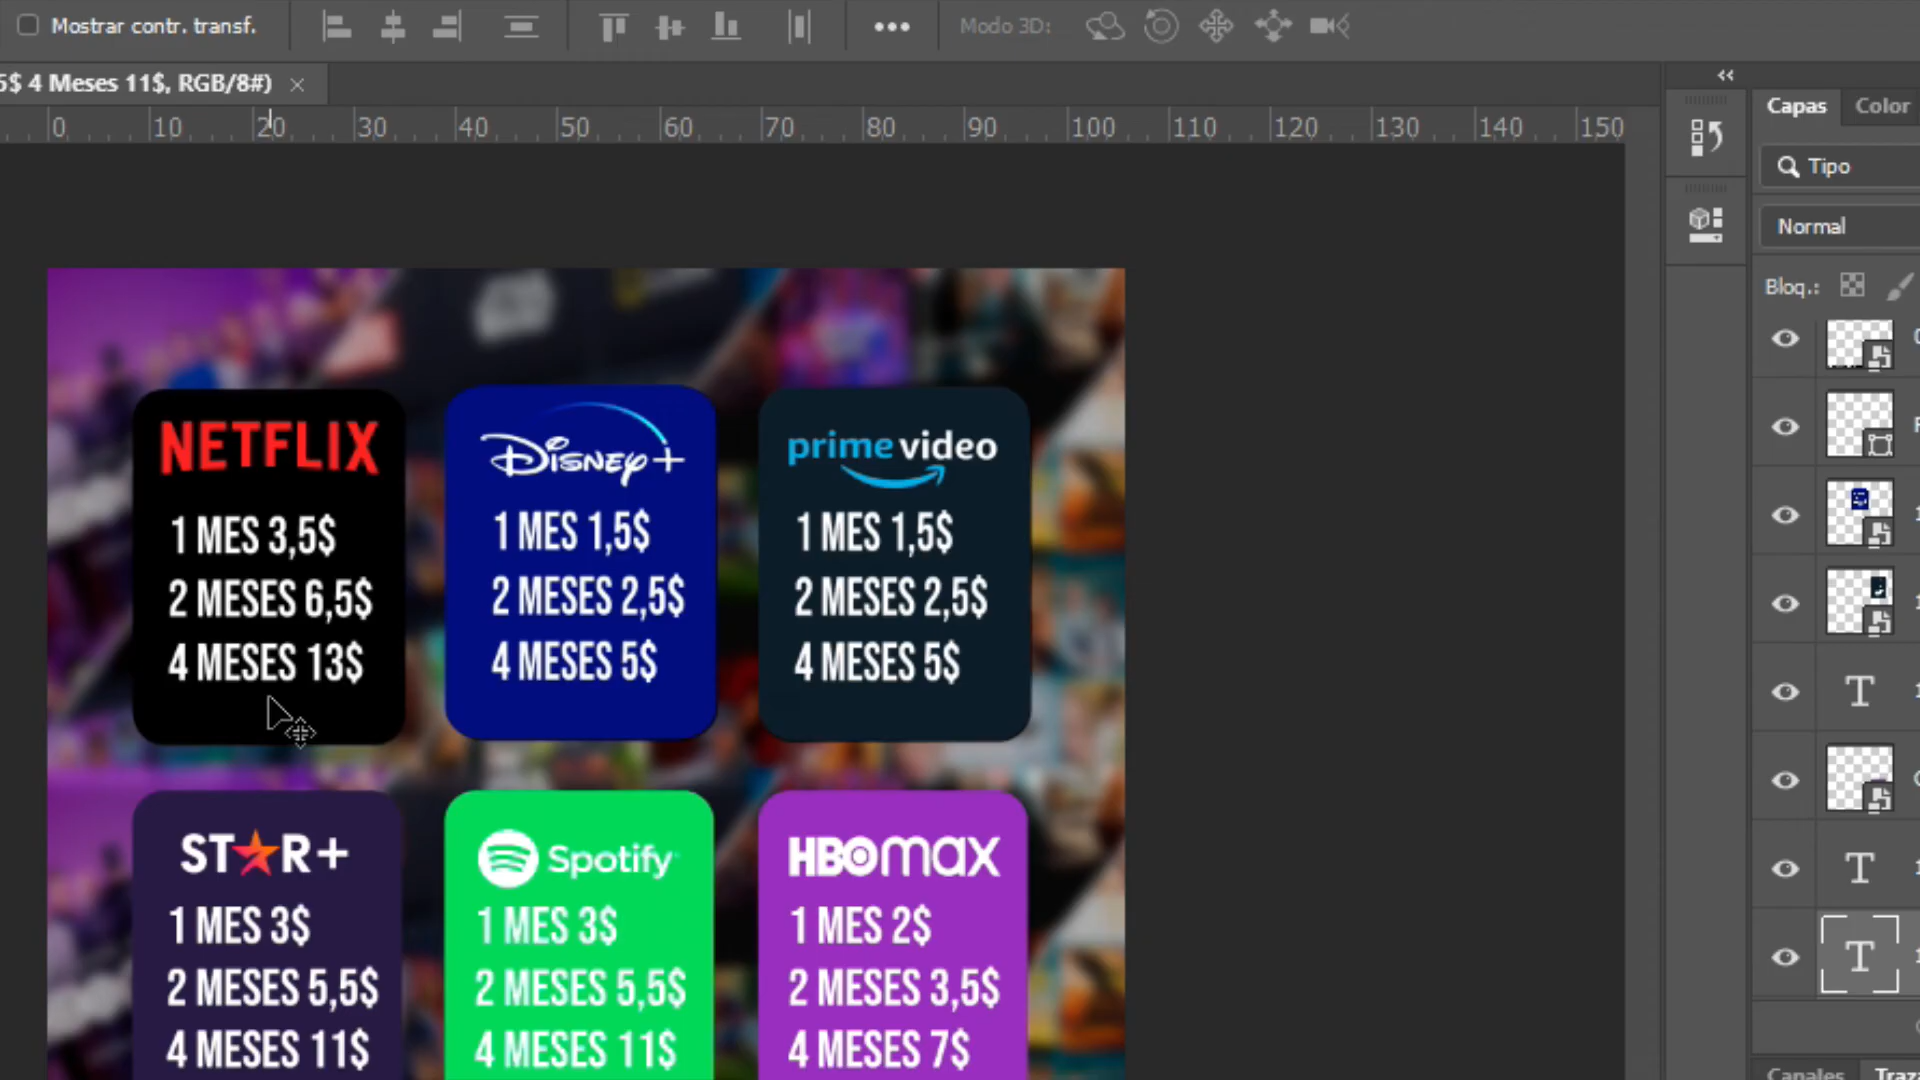 Mostrar contr. transf.
Modo 3D:
5$ 4 Meses 11$, RGB/8#)
0 10 20 30 40 50 60 70 80 90 100 110 120 130 140 150
Capas Color
Tipo
Normal
Bloq.:
NETFLIX
1 MES 3,5$
2 MESES 6,5$
4 MESES 13$
Disney+
1 MES 1,5$
2 MESES 2,5$
4 MESES 5$
prime video
1 MES 1,5$
2 MESES 2,5$
4 MESES 5$
STAR+
1 MES 3$
2 MESES 5,5$
4 MESES 11$
Spotify
1 MES 3$
2 MESES 5,5$
4 MESES 11$
HBOmax
1 MES 2$
2 MESES 3,5$
4 MESES 7$
Canales